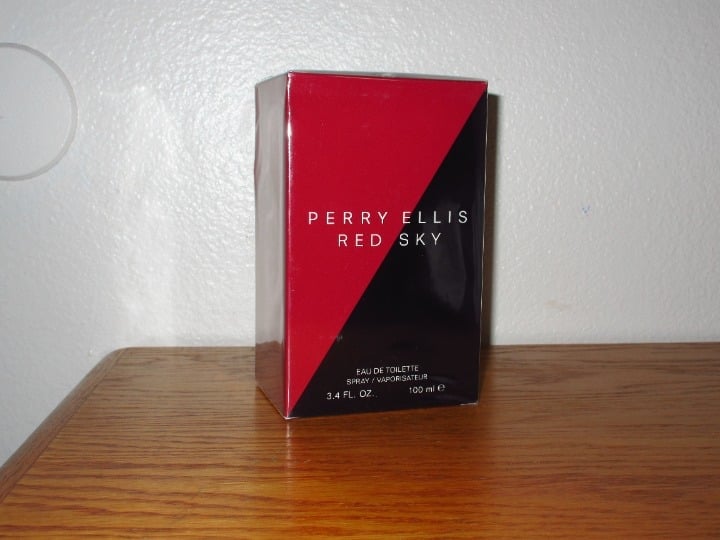 PERRY ELLIS
RED SKY
EAU DE TOILETTE
SPRAY / VAPORISATEUR
3.4 FL. OZ. 100 ml ℮